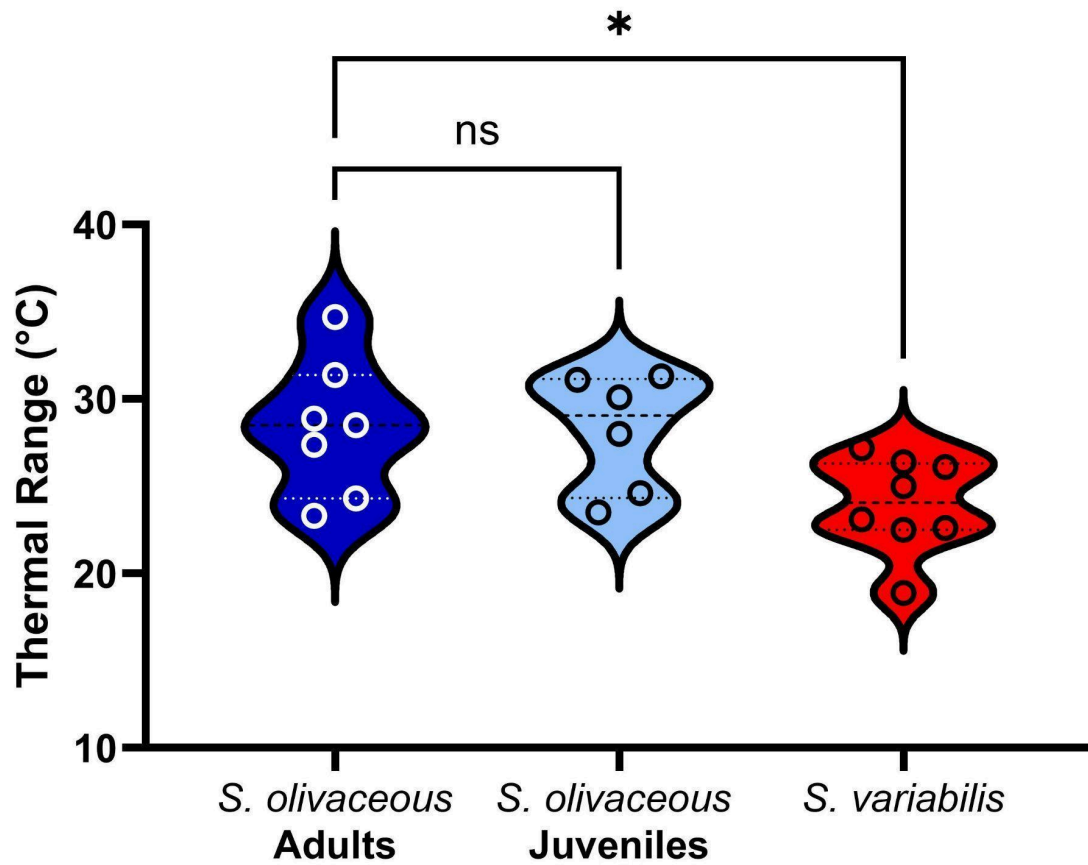 *
ns
40
30
20
10
Thermal Range (°C)
S. olivaceous
Adults
S. olivaceous
Juveniles
S. variabilis